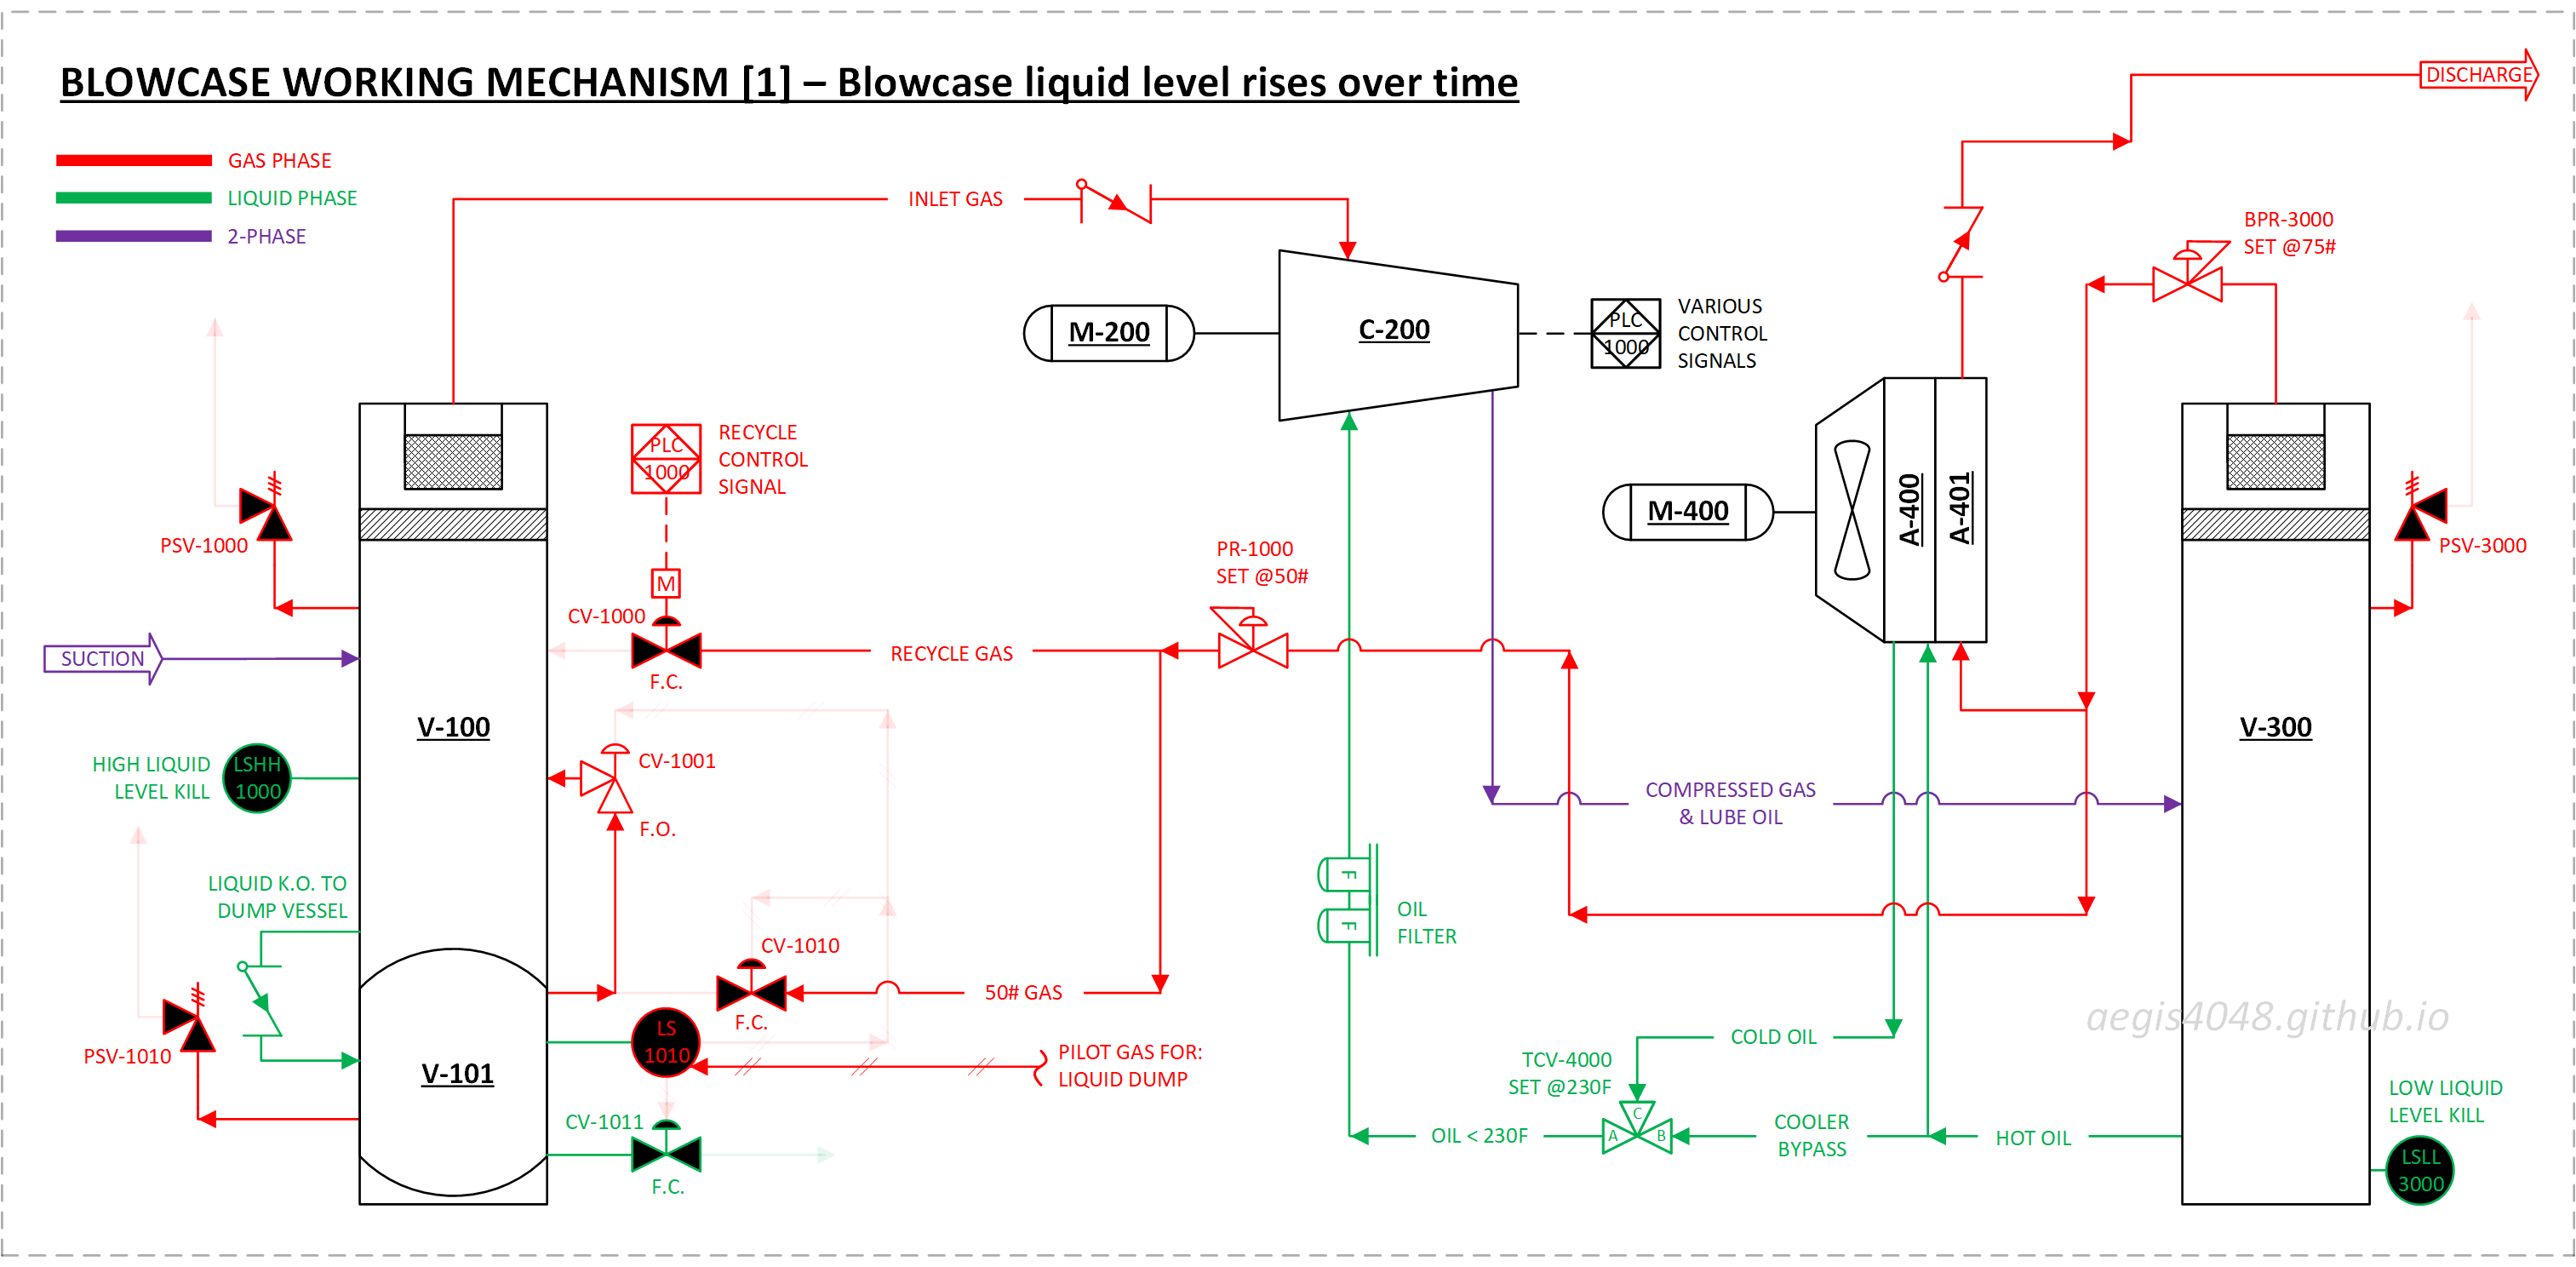 BLOWCASE WORKING MECHANISM [1] – Blowcase liquid level rises over time
DISCHARGE
GAS PHASE
LIQUID PHASE
2-PHASE
INLET GAS
BPR-3000
SET @75#
M-200
C-200
PLC
1000
VARIOUS
CONTROL
SIGNALS
PLC
1000
RECYCLE
CONTROL
SIGNAL
M-400
A-400
A-401
PSV-1000
PSV-3000
PR-1000
SET @50#
CV-1000
SUCTION
M
RECYCLE GAS
F.C.
V-100
V-300
HIGH LIQUID
LEVEL KILL
LSHH
1000
CV-1001
F.O.
COMPRESSED GAS
& LUBE OIL
LIQUID K.O. TO
DUMP VESSEL
F
F
OIL
FILTER
CV-1010
50# GAS
F.C.
LS
1010
PSV-1010
V-101
PILOT GAS FOR:
LIQUID DUMP
COLD OIL
aegis4048.github.io
TCV-4000
SET @230F
CV-1011
F.C.
OIL < 230F
A
C
B
COOLER
BYPASS
HOT OIL
LOW LIQUID
LEVEL KILL
LSLL
3000